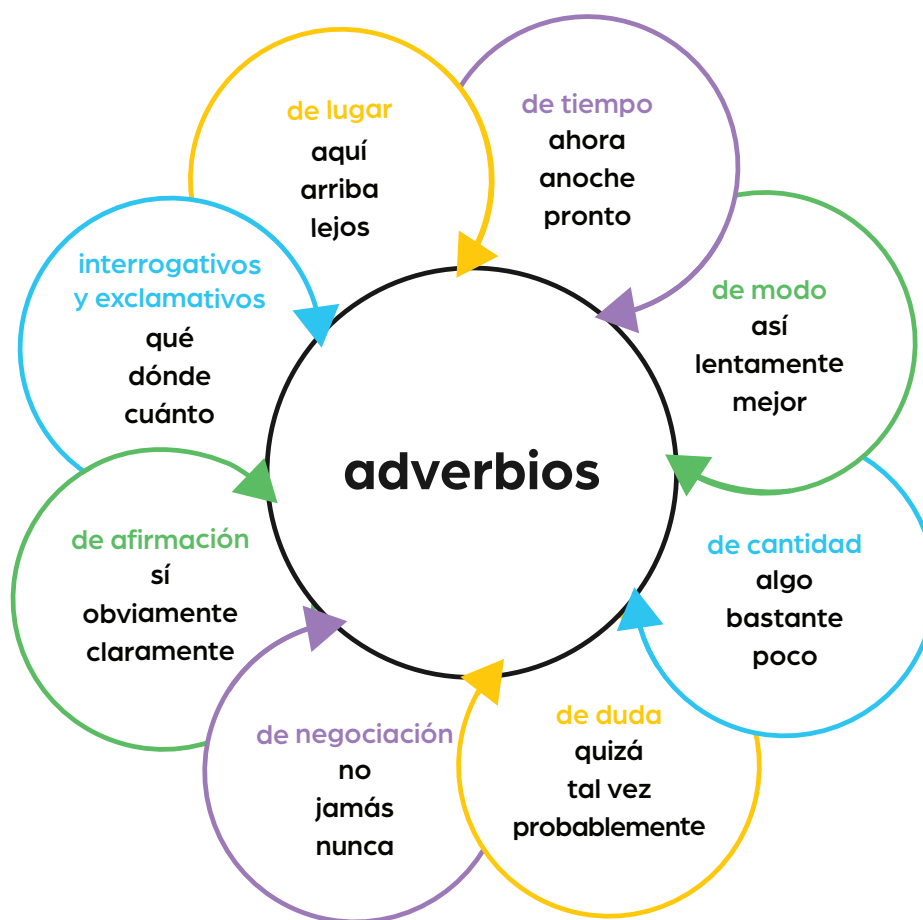 de lugar
aquí
arriba
lejos
de tiempo
ahora
anoche
pronto
de modo
así
lentamente
mejor
de cantidad
algo
bastante
poco
de duda
quizá
tal vez
probablemente
de negociación
no
jamás
nunca
de afirmación
sí
obviamente
claramente
interrogativos
y exclamativos
qué
dónde
cuánto
adverbios